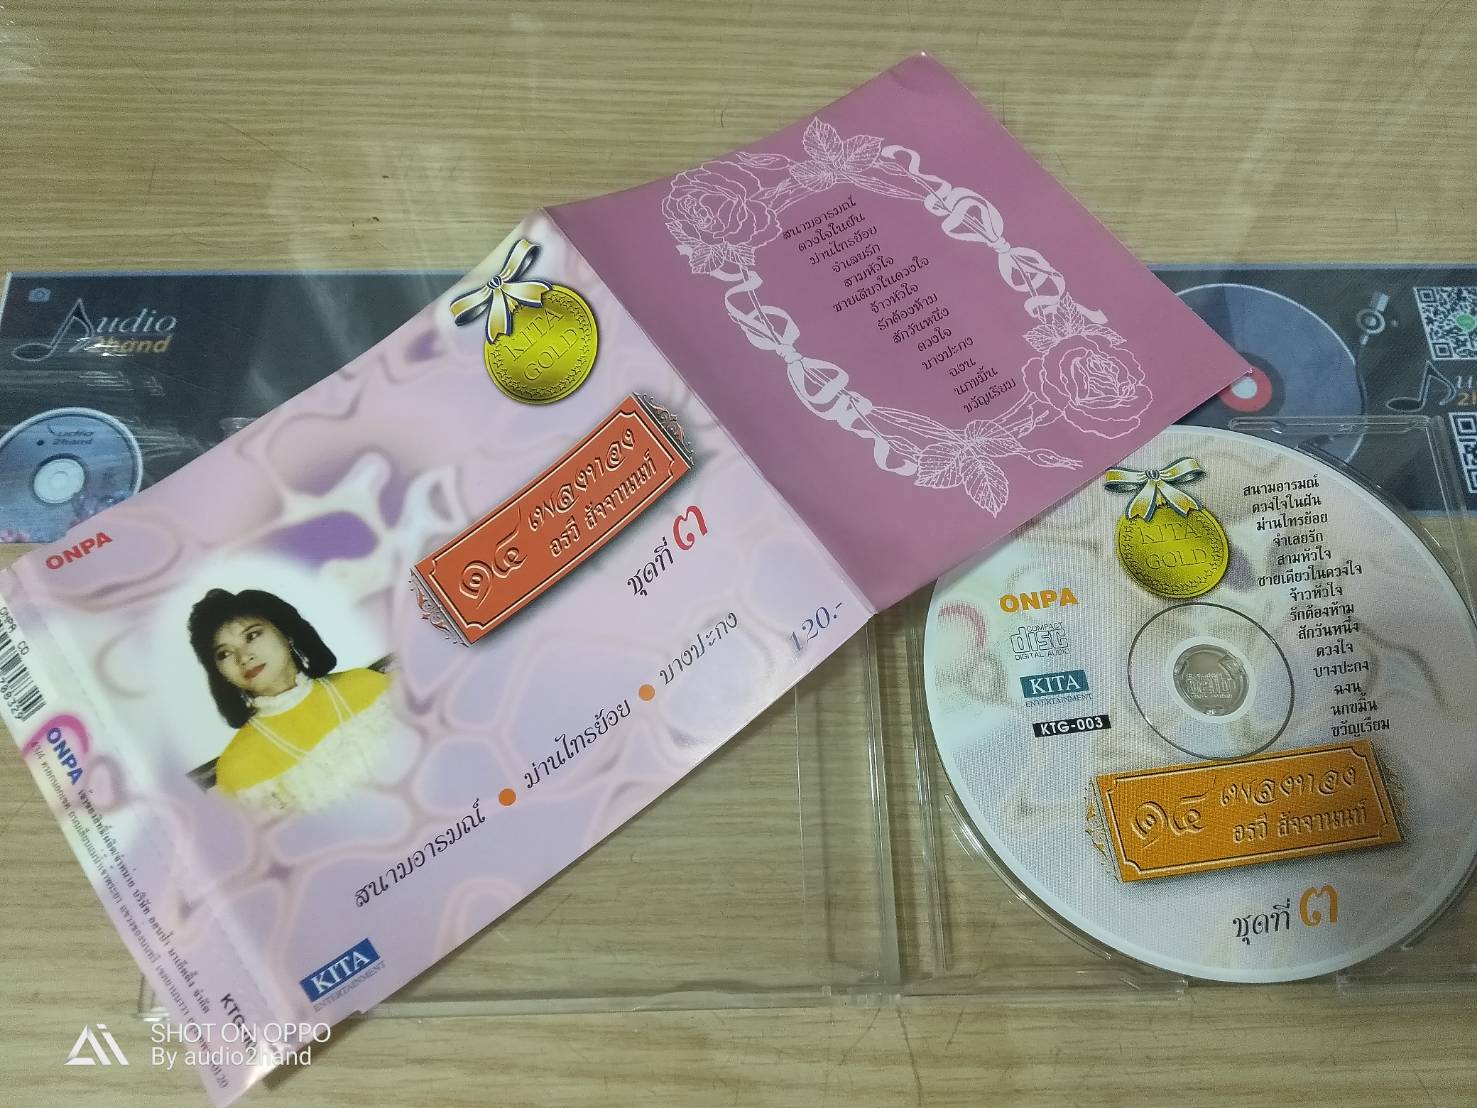 Audio
2hand
Audio
2hand
ONPA
KITA
GOLD
๑๔ เพลงทอง
อรวี สัจจานนท์
ชุดที่ ๓
120.-
สนามอารมณ์ ● ม่านไทรย้อย ● บางปะกง
KITA
ENTERTAINMENT
ONPA CD
ONPA
สนามอารมณ์
ดวงใจในฝัน
ม่านไทรย้อย
จำเลยรัก
สามหัวใจ
ชายเดียวในดวงใจ
จ้าวหัวใจ
รักต้องห้าม
สักวันหนึ่ง
ดวงใจ
บางปะกง
ฉงน
นกขมิ้น
ขวัญเรียม
KITA
GOLD
ONPA
COMPACT
disc
DIGITAL AUDIO
KITA
ENTERTAINMENT
KTG-003
สนามอารมณ์
ดวงใจในฝัน
ม่านไทรย้อย
จำเลยรัก
สามหัวใจ
ชายเดียวในดวงใจ
จ้าวหัวใจ
รักต้องห้าม
สักวันหนึ่ง
ดวงใจ
บางปะกง
ฉงน
นกขมิ้น
ขวัญเรียม
๑๔ เพลงทอง
อรวี สัจจานนท์
ชุดที่ ๓
SHOT ON OPPO
By audio2hand